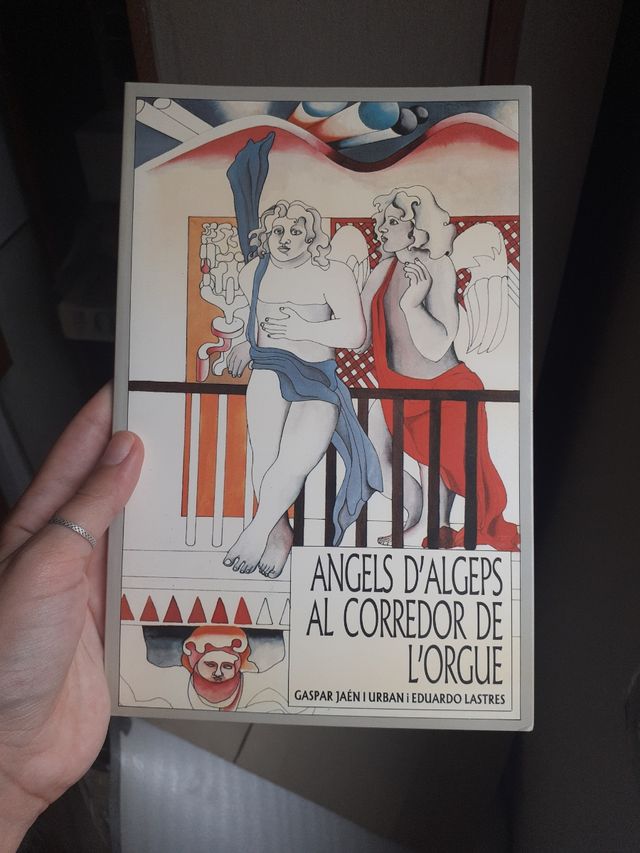 ANGELS D'ALGEPS
AL CORREDOR DE
L'ORGUE
GASPAR JAÉN I URBAN i EDUARDO LASTRES